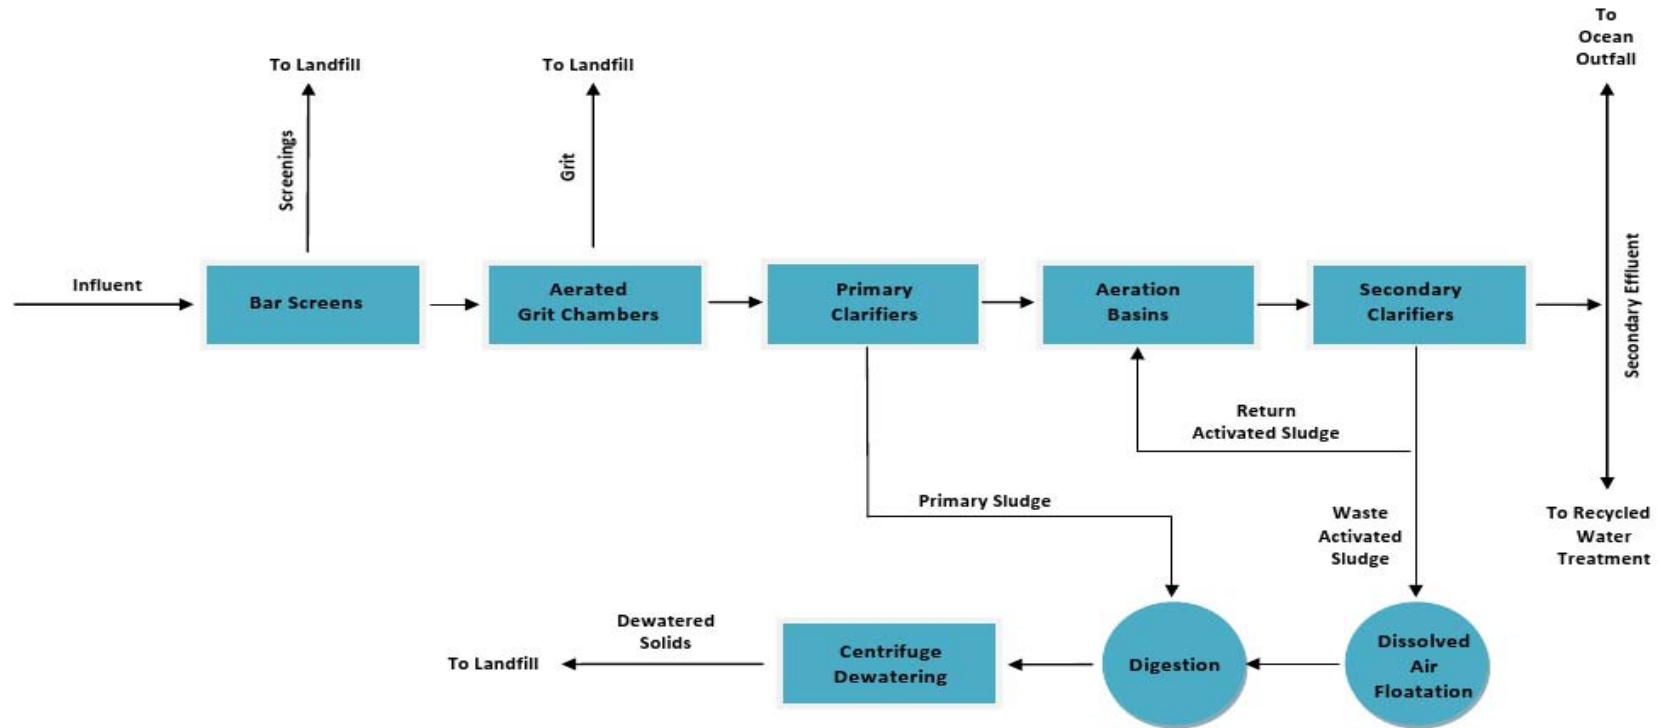 To
Ocean
Outfall
To Landfill
To Landfill
Screenings
Grit
Influent
Bar Screens
Aerated
Grit Chambers
Primary
Clarifiers
Aeration
Basins
Secondary
Clarifiers
Secondary Effluent
Return
Activated Sludge
Primary Sludge
Waste
Activated
Sludge
To Recycled
Water
Treatment
Dewatered
Solids
To Landfill
Centrifuge
Dewatering
Digestion
Dissolved
Air
Floatation